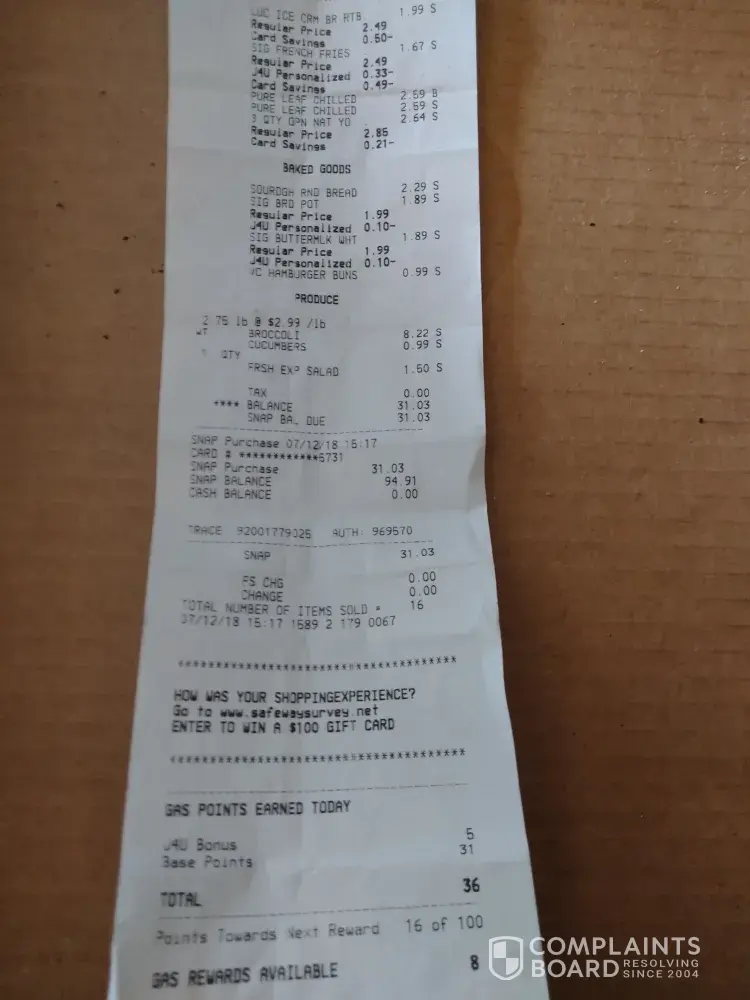 LUC ICE CRM BR RTB 1.99 S
Regular Price 2.49
Card Savings 0.50-
SIG FRENCH FRIES 1.67 S
Regular Price 2.49
J4U Personalized 0.33-
Card Savings 0.49-
PURE LEAF CHILLED 2.59 B
PURE LEAF CHILLED 2.59 S
3 QTY OPN NAT YO 2.64 S
Regular Price 2.85
Card Savings 0.21-
BAKED GOODS
SOURDGH RND BREAD 2.29 S
SIG BRD POT 1.89 S
Regular Price 1.99
J4U Personalized 0.10-
SIG BUTTERMLK WHT 1.89 S
Regular Price 1.99
J4U Personalized 0.10-
VC HAMBURGER BUNS 0.99 S
PRODUCE
2.75 lb @ $2.99 /lb
WT BROCCOLI 8.22 S
CUCUMBERS 0.99 S
QTY
FRSH EXP SALAD 1.50 S
TAX 0.00
**** BALANCE 31.03
SNAP BAL DUE 31.03
SNAP Purchase 07/12/18 15:17
CARD # ************5731
SNAP Purchase 31.03
SNAP BALANCE 94.91
CASH BALANCE 0.00
TRACE 92001779026 AUTH: 969570
SNAP 31.03
FS CHG 0.00
CHANGE 0.00
TOTAL NUMBER OF ITEMS SOLD = 16
07/12/18 15:17 1589 2 179 0067
****************************************
HOW WAS YOUR SHOPPINGEXPERIENCE?
Go to www.safewaysurvey.net
ENTER TO WIN A $100 GIFT CARD
****************************************
GAS POINTS EARNED TODAY
J4U Bonus 5
Base Points 31
TOTAL 36
Points Towards Next Reward 16 of 100
GAS REWARDS AVAILABLE 8
COMPLAINTS
BOARD RESOLVING
SINCE 2004